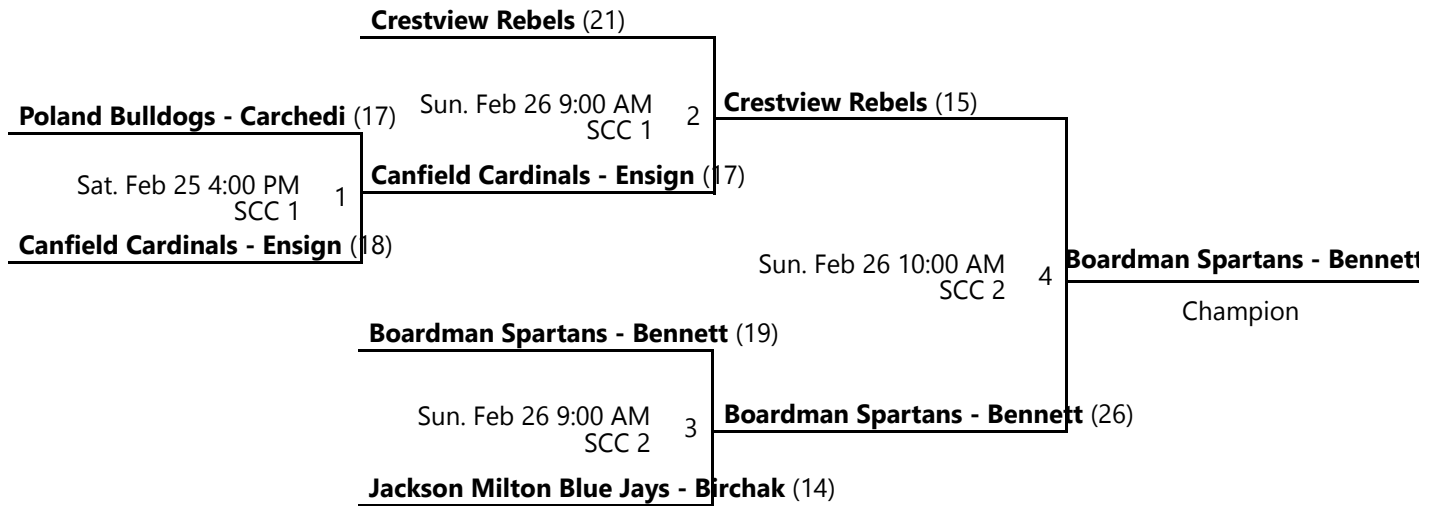 Crestview Rebels (21)
Sun. Feb 26 9:00 AM
SCC 1
2
Crestview Rebels (15)
Poland Bulldogs - Carchedi (17)
Sat. Feb 25 4:00 PM
SCC 1
1
Canfield Cardinals - Ensign (17)
Canfield Cardinals - Ensign (18)
Sun. Feb 26 10:00 AM
SCC 2
4
Boardman Spartans - Bennett
Champion
Boardman Spartans - Bennett (19)
Sun. Feb 26 9:00 AM
SCC 2
3
Boardman Spartans - Bennett (26)
Jackson Milton Blue Jays - Birchak (14)